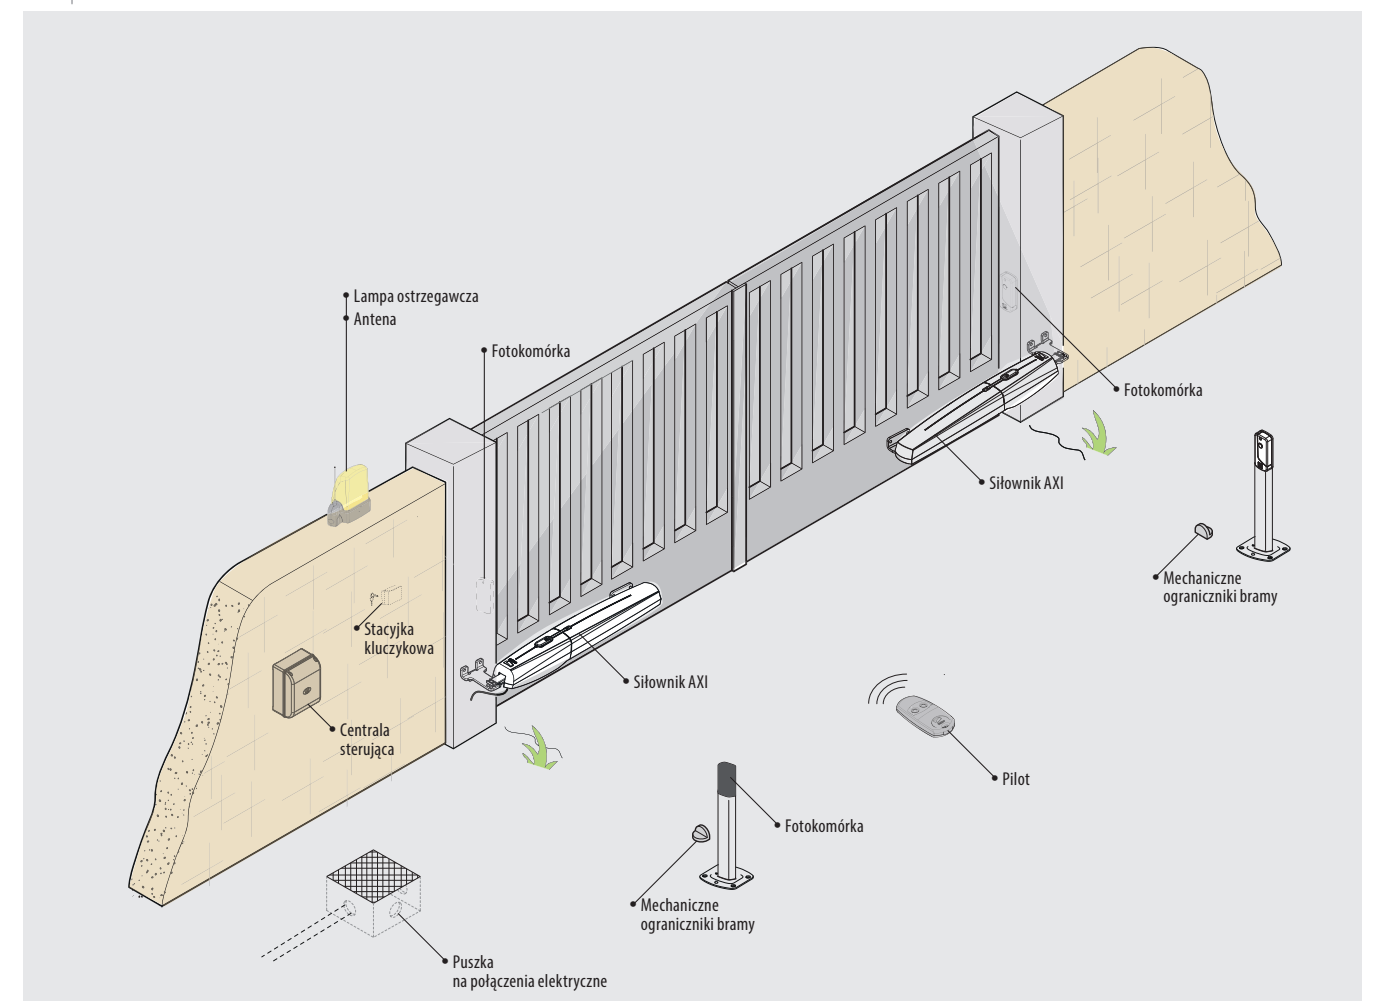 Lampa ostrzegawcza
Antena
Fotokomórka
Fotokomórka
Siłownik AXI
Mechaniczne
ograniczniki bramy
Stacyjka
kluczykowa
Siłownik AXI
Centrala
sterująca
Pilot
Fotokomórka
Mechaniczne
ograniczniki bramy
Puszka
na połączenia elektryczne